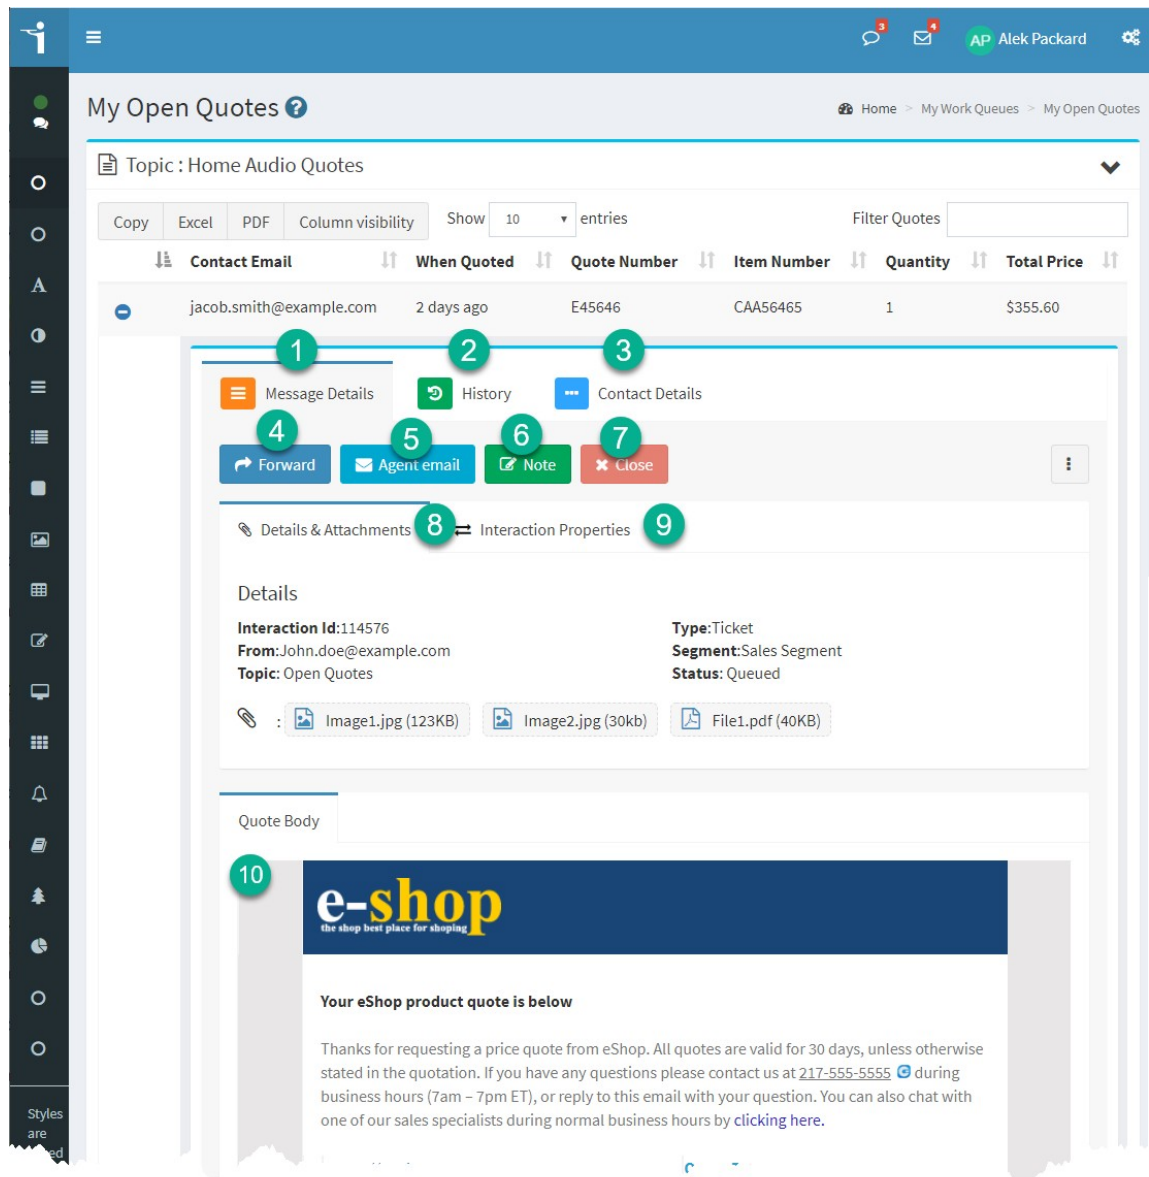 3 4
AP Alek Packard
My Open Quotes ?
Home > My Work Queues > My Open Quotes
Topic : Home Audio Quotes
Copy Excel PDF Column visibility Show 10 entries Filter Quotes
Contact Email When Quoted Quote Number Item Number Quantity Total Price
jacob.smith@example.com 2 days ago E45646 CAA56465 1 $355.60
1 2 3
Message Details History Contact Details
4 5 6 7
Forward Agent email Note Close
Details & Attachments 8 Interaction Properties 9
Details
Interaction Id:114576 Type:Ticket
From:John.doe@example.com Segment:Sales Segment
Topic: Open Quotes Status: Queued
: Image1.jpg (123KB) Image2.jpg (30kb) File1.pdf (40KB)
Quote Body
10
e-shop
the shop best place for shoping
Your eShop product quote is below
Thanks for requesting a price quote from eShop. All quotes are valid for 30 days, unless otherwise
stated in the quotation. If you have any questions please contact us at 217-555-5555 during
business hours (7am – 7pm ET), or reply to this email with your question. You can also chat with
one of our sales specialists during normal business hours by clicking here.
Styles
are